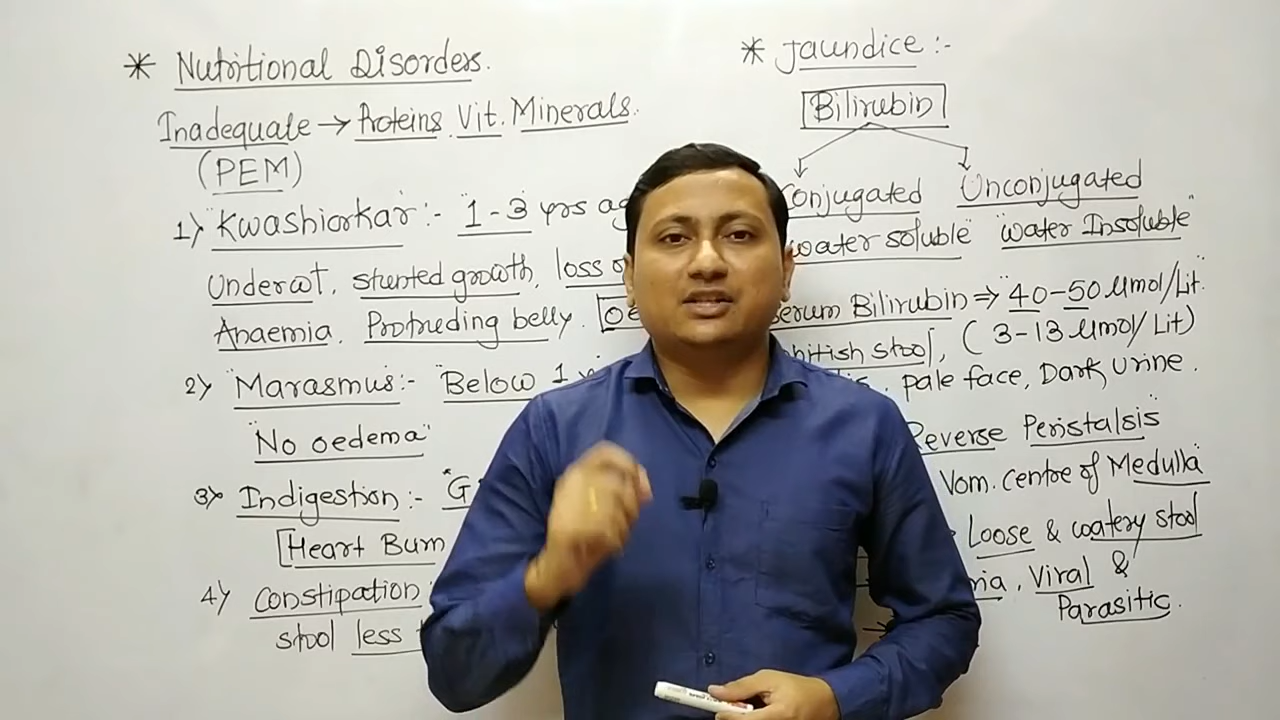 * Nutritional Disorders.
Inadequate → Proteins. Vit. Minerals.
(PEM)
1) "Kwashiorkar:- "1-3 yrs ag
Underwt, stunted growth, loss o
Anaemia, Protruding belly.
2) "Marasmus:- "Below 1
"No oedema"
3) Indigestion:-
Heart Burn
4) Constipation
stool less
* Jaundice:-
Bilirubin
Conjugated Unconjugated
water soluble" "water Insoluble"
Serum Bilirubin ⇒ "40-50 µmol/Lit."
whitish stool, (3-13 µmol/Lit)
pale face, Dark urine.
Reverse Peristalsis"
Vom. centre of Medulla
Loose & watery stool
Viral &
Parasitic.